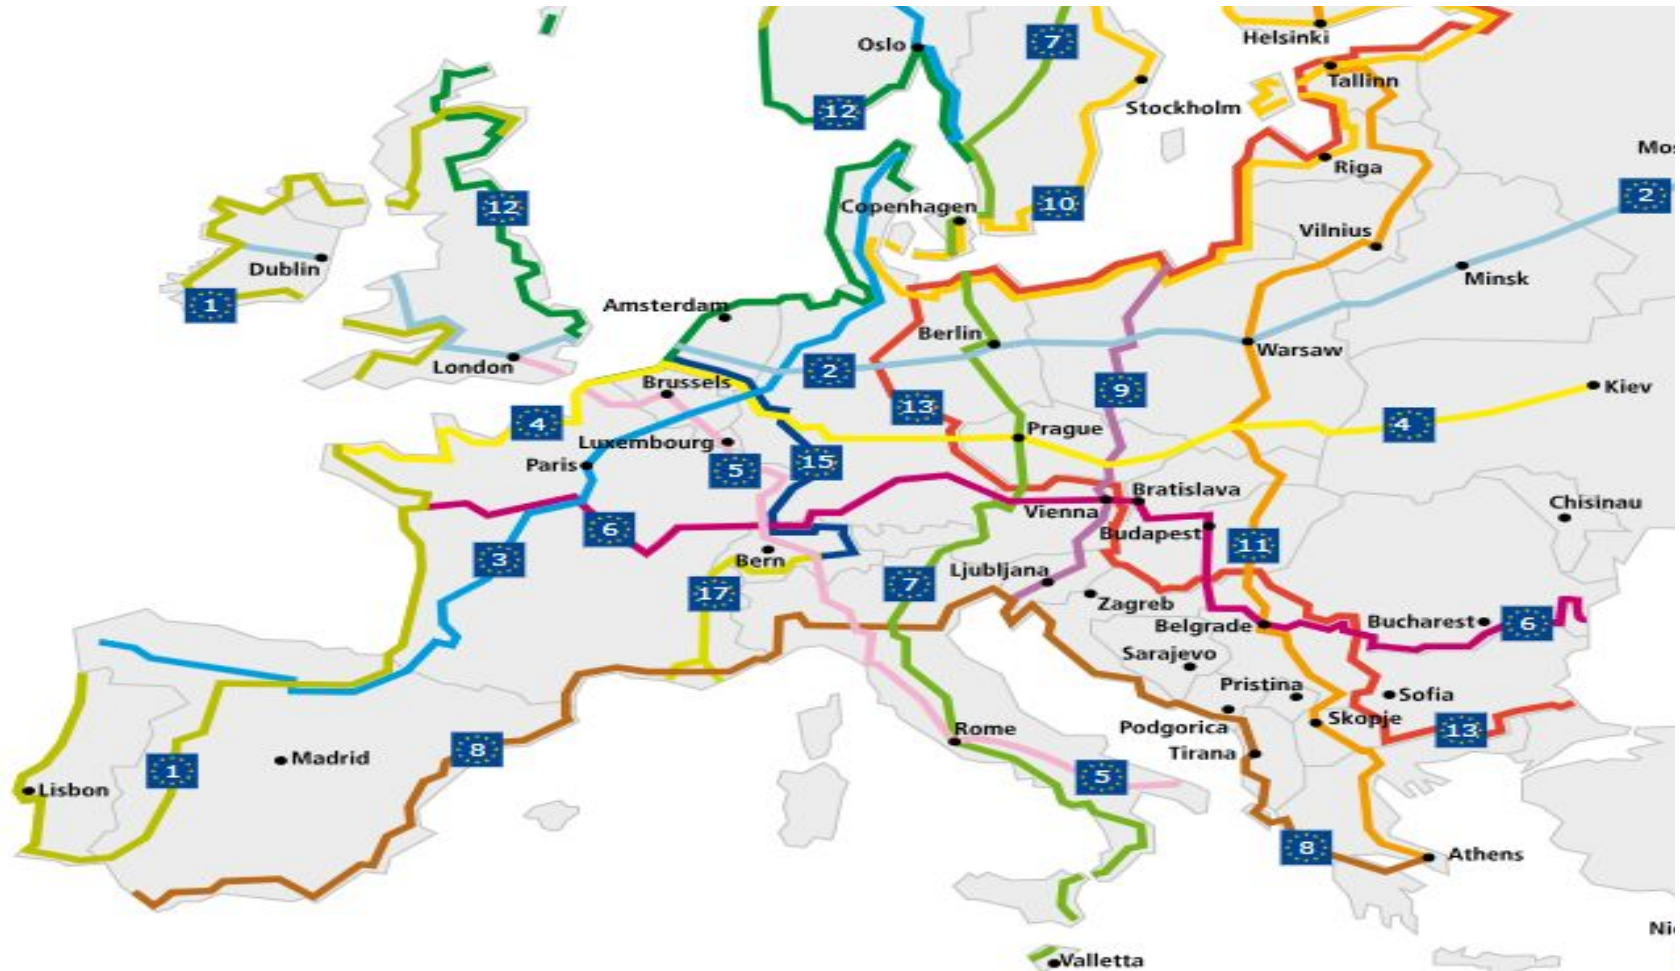 Oslo
7
Helsinki
Tallinn
12
Stockholm
Riga
Mos
12
Copenhagen
10
Vilnius
2
Dublin
Minsk
1
Amsterdam
Berlin
Warsaw
London
Brussels
2
9
Kiev
4
13
Prague
4
Luxembourg
Paris
5
15
Vienna
Bratislava
Chisinau
6
Budapest
11
3
Bern
Ljubljana
17
7
Zagreb
Belgrade
Bucharest
6
Sarajevo
Pristina
Sofia
Podgorica
Skopje
Rome
13
8
Madrid
Tirana
1
5
Lisbon
8
Athens
Ni
Valletta